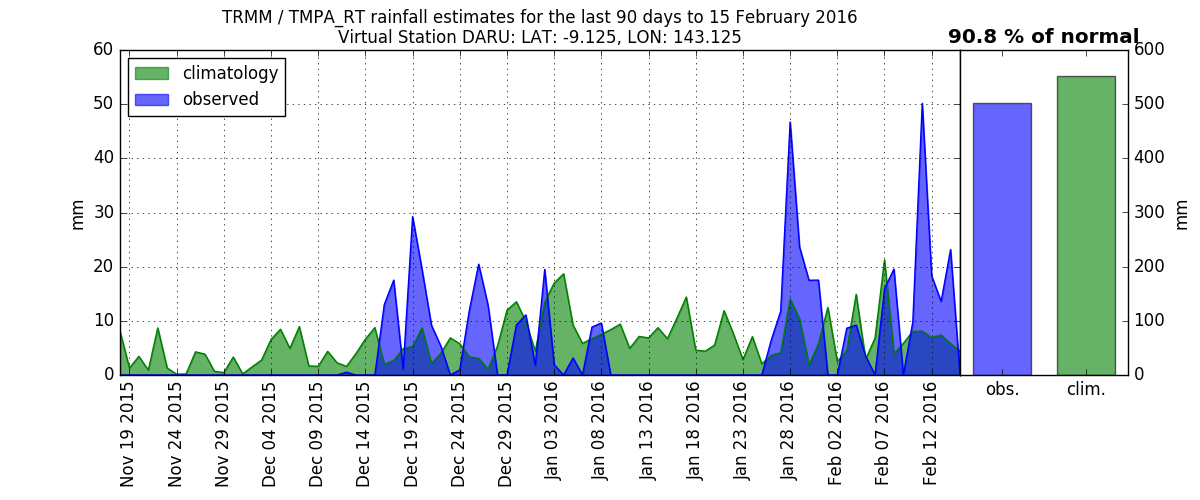 TRMM / TMPA_RT rainfall estimates for the last 90 days to 15 February 2016
Virtual Station DARU: LAT: -9.125, LON: 143.125
90.8 % of normal
climatology
observed
60
50
40
30
20
10
0
mm
600
500
400
300
200
100
0
mm
Nov 19 2015
Nov 24 2015
Nov 29 2015
Dec 04 2015
Dec 09 2015
Dec 14 2015
Dec 19 2015
Dec 24 2015
Dec 29 2015
Jan 03 2016
Jan 08 2016
Jan 13 2016
Jan 18 2016
Jan 23 2016
Jan 28 2016
Feb 02 2016
Feb 07 2016
Feb 12 2016
obs.
clim.